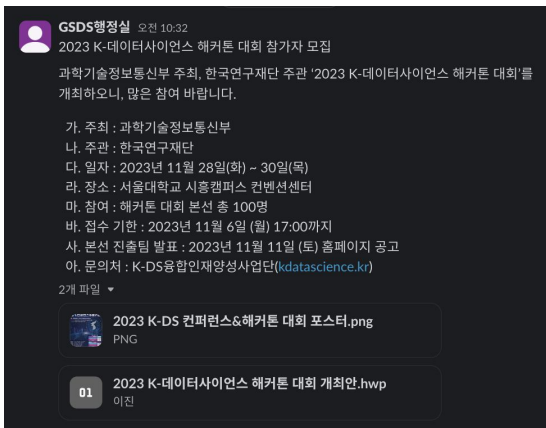 GSDS행정실 오전 10:32
2023 K-데이터사이언스 해커톤 대회 참가자 모집
과학기술정보통신부 주최, 한국연구재단 주관 ‘2023 K-데이터사이언스 해커톤 대회’를
개최하오니, 많은 참여 바랍니다.
가. 주최 : 과학기술정보통신부
나. 주관 : 한국연구재단
다. 일자 : 2023년 11월 28일(화) ~ 30일(목)
라. 장소 : 서울대학교 시흥캠퍼스 컨벤션센터
마. 참여 : 해커톤 대회 본선 총 100명
바. 접수 기한 : 2023년 11월 6일 (월) 17:00까지
사. 본선 진출팀 발표 : 2023년 11월 11일 (토) 홈페이지 공고
아. 문의처 : K-DS융합인재양성사업단(kdatascience.kr)
2개 파일
2023 K-DS 컨퍼런스&해커톤 대회 포스터.png
PNG
01
2023 K-데이터사이언스 해커톤 대회 개최안.hwp
이진